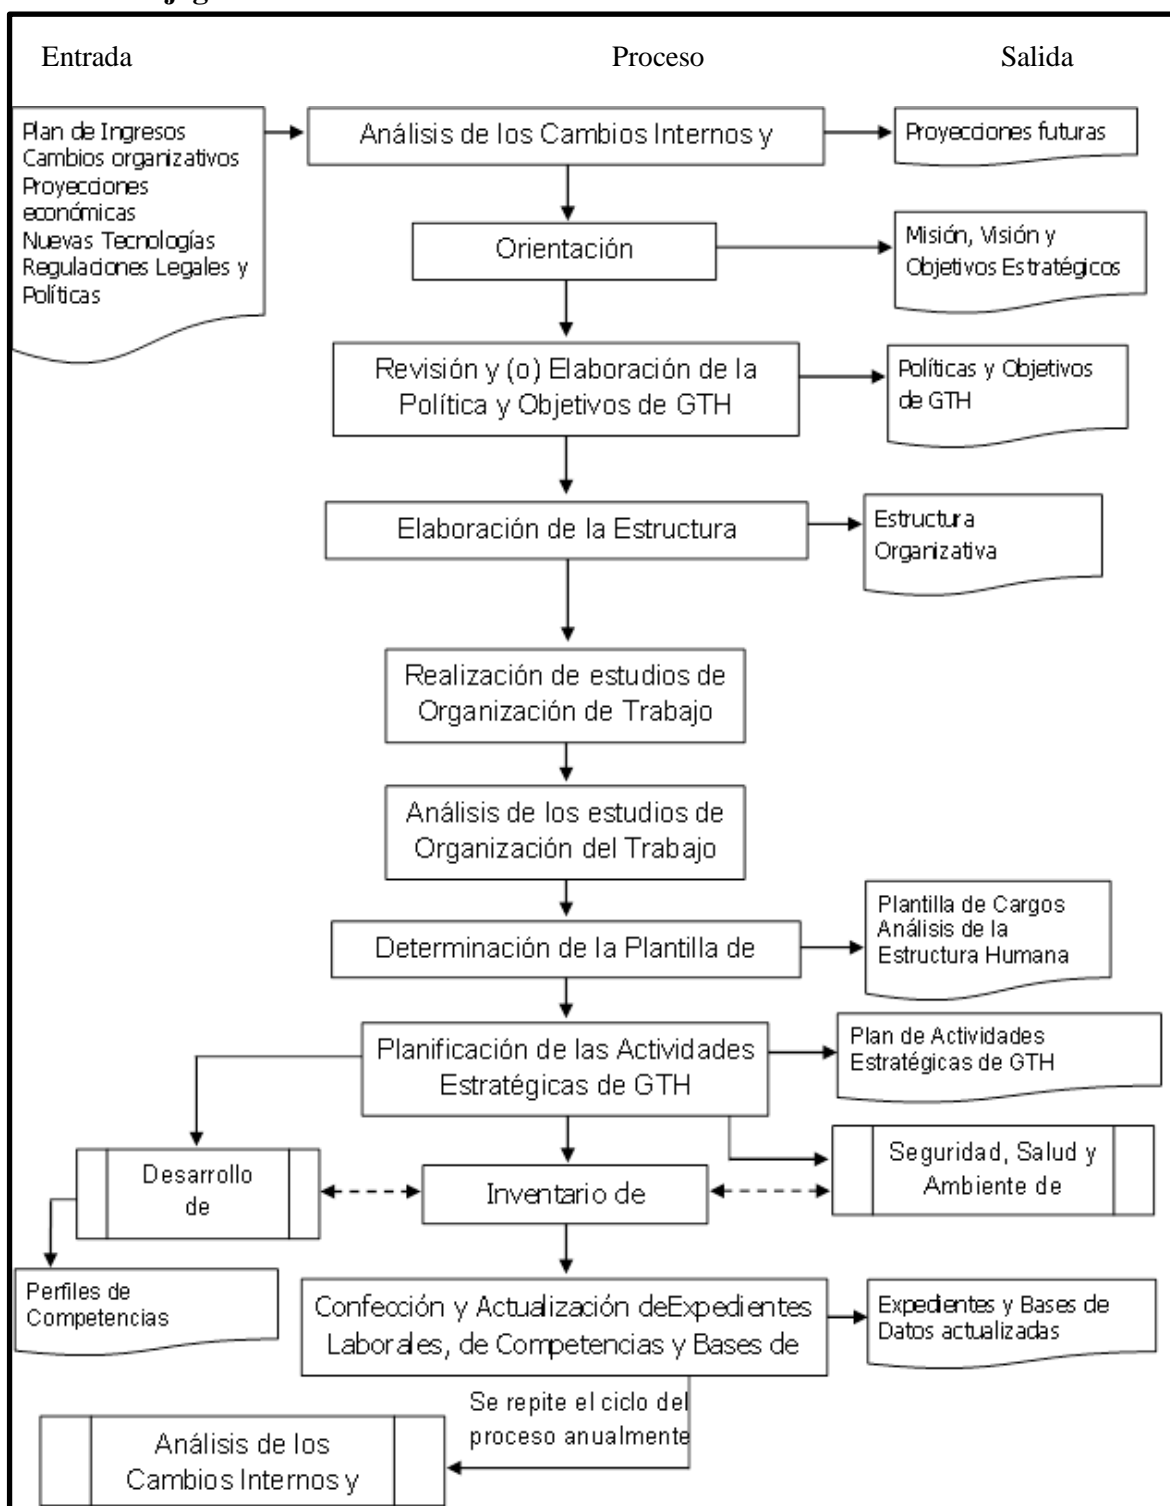 Entrada
Proceso
Salida
Plan de Ingresos
Cambios organizativos
Proyecciones
económicas
Nuevas Tecnologías
Regulaciones Legales y
Políticas
Análisis de los Cambios Internos y
Proyecciones futuras
Orientación
Misión, Visión y
Objetivos Estratégicos
Revisión y (o) Elaboración de la
Política y Objetivos de GTH
Políticas y Objetivos
de GTH
Elaboración de la Estructura
Estructura
Organizativa
Realización de estudios de
Organización de Trabajo
Análisis de los estudios de
Organización del Trabajo
Determinación de la Plantilla de
Plantilla de Cargos
Análisis de la
Estructura Humana
Planificación de las Actividades
Estratégicas de GTH
Plan de Actividades
Estratégicas de GTH
Desarrollo
de
Inventario de
Seguridad, Salud y
Ambiente de
Perfiles de
Competencias
Confección y Actualización deExpedientes
Laborales, de Competencias y Bases de
Expedientes y Bases de
Datos actualizadas
Se repite el ciclo del
proceso anualmente
Análisis de los
Cambios Internos y